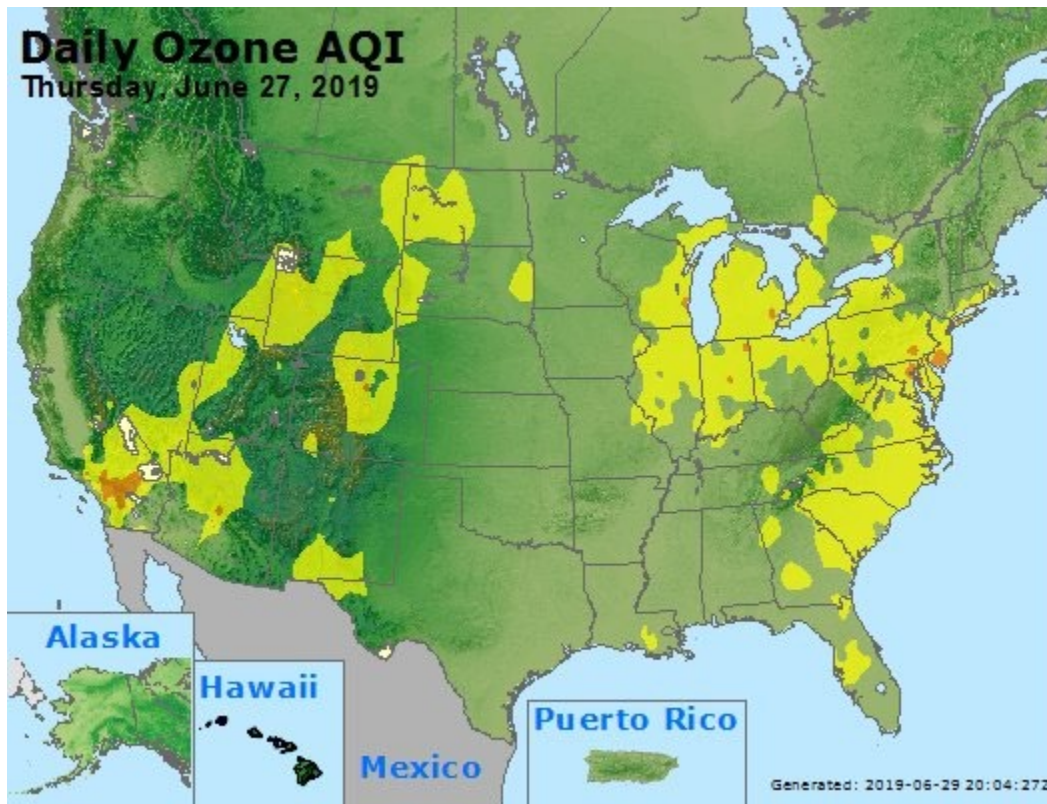 Daily Ozone AQI
Thursday, June 27, 2019
Alaska
Hawaii
Mexico
Puerto Rico
Generated: 2019-06-29 20:04:27Z